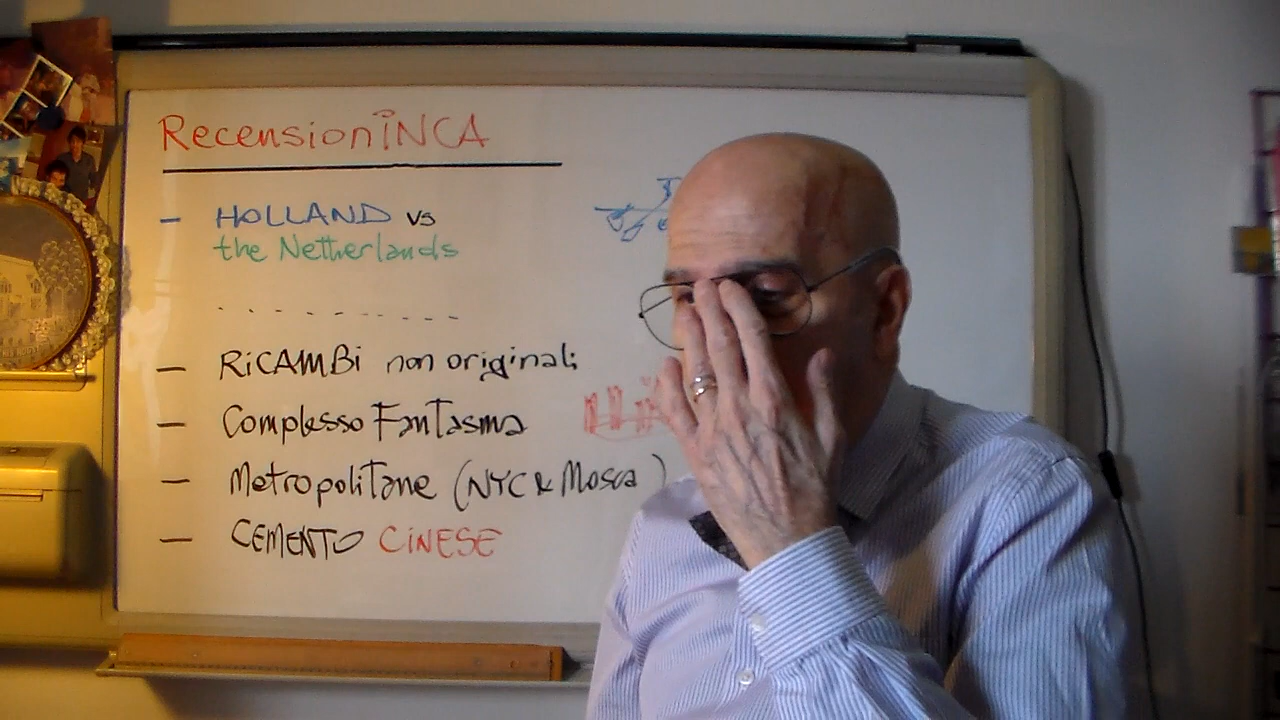 RecensioniNCA
- HOLLAND vs
the Netherlands
- RiCAMBi non originali
- Complesso Fantasma
- Metropolitane (NYC & Mosca)
- CEMENTO CiNESE